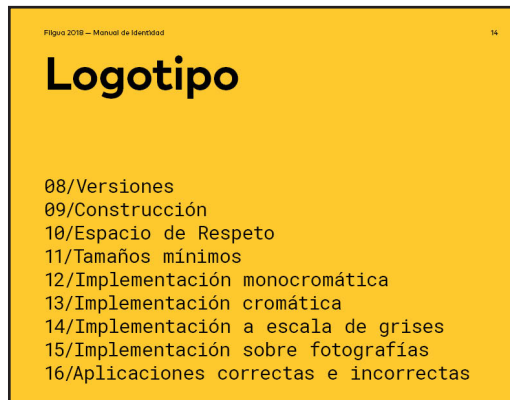 Filgua 2018 — Manual de Identidad
14
Logotipo
08/Versiones
09/Construcción
10/Espacio de Respeto
11/Tamaños mínimos
12/Implementación monocromática
13/Implementación cromática
14/Implementación a escala de grises
15/Implementación sobre fotografías
16/Aplicaciones correctas e incorrectas